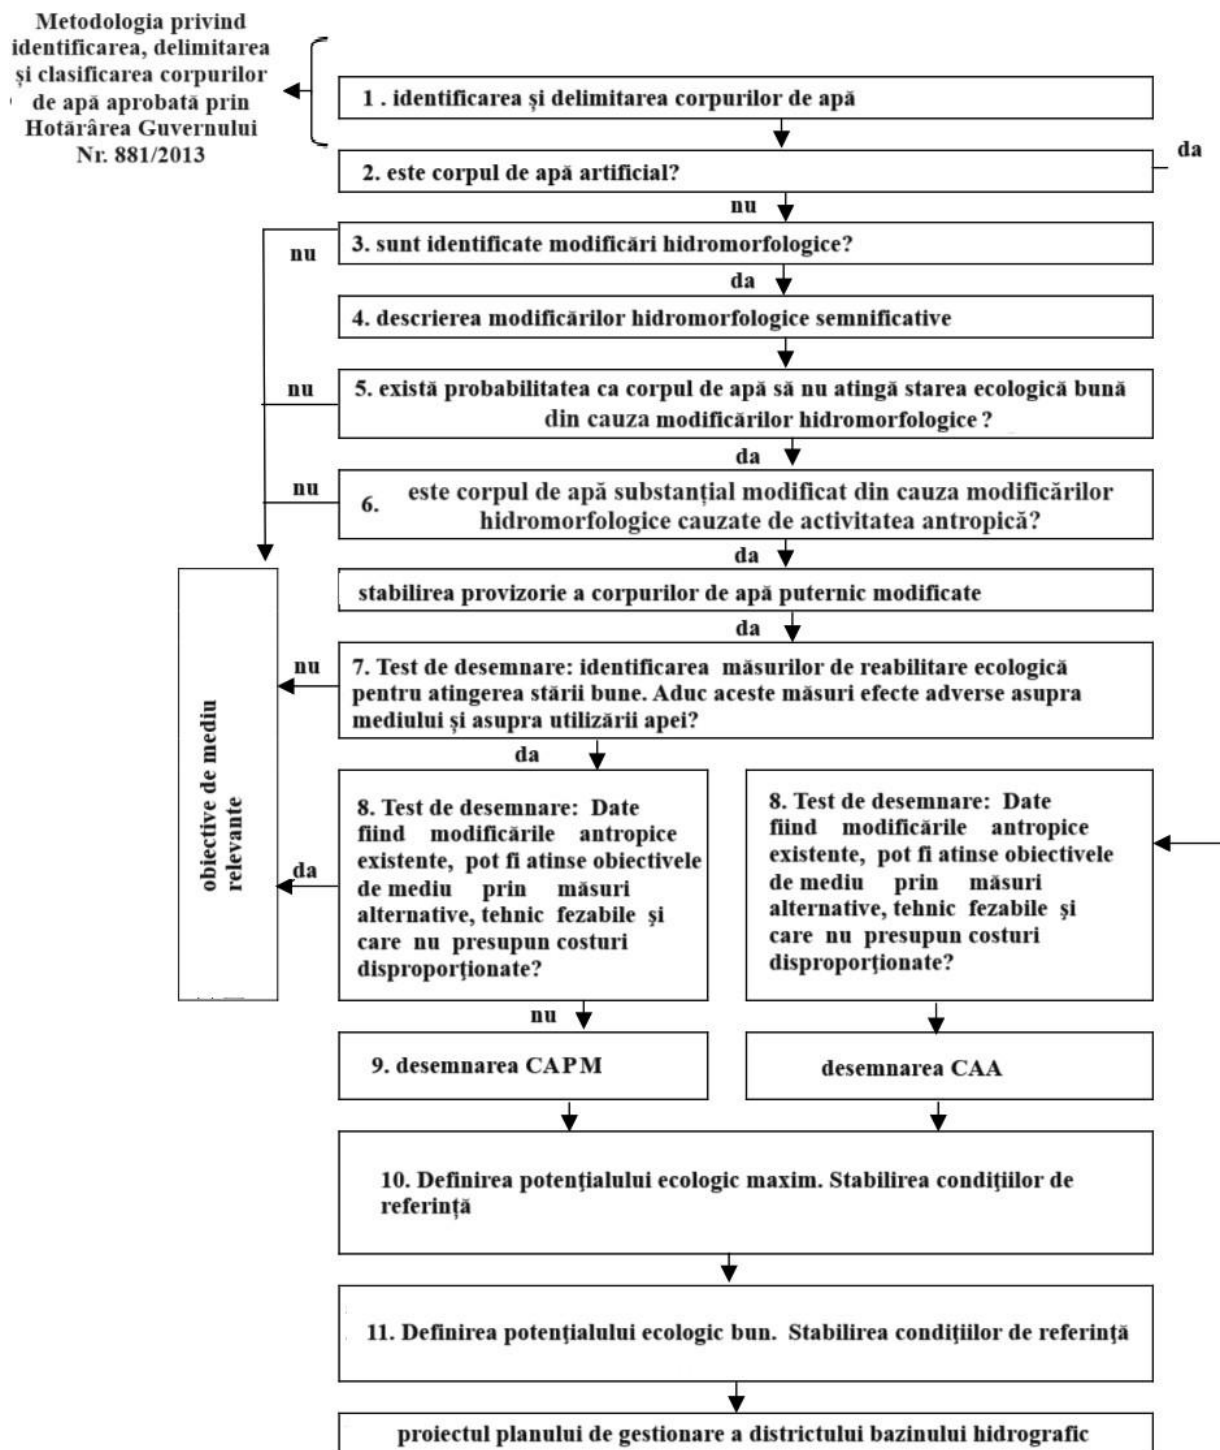 Metodologia privind
identificarea, delimitarea
și clasificarea corpurilor
de apă aprobată prin
Hotărârea Guvernului
Nr. 881/2013
1 . identificarea și delimitarea corpurilor de apă
da
2. este corpul de apă artificial?
nu
3. sunt identificate modificări hidromorfologice?
nu
da
4. descrierea modificărilor hidromorfologice semnificative
nu
5. există probabilitatea ca corpul de apă să nu atingă starea ecologică bună
din cauza modificărilor hidromorfologice ?
da
nu
6. este corpul de apă substanțial modificat din cauza modificărilor
hidromorfologice cauzate de activitatea antropică?
da
stabilirea provizorie a corpurilor de apă puternic modificate
da
nu
7. Test de desemnare: identificarea măsurilor de reabilitare ecologică
pentru atingerea stării bune. Aduc aceste măsuri efecte adverse asupra
mediului și asupra utilizării apei?
da
obiective de mediu
relevante
8. Test de desemnare: Date
fiind modificările antropice
existente, pot fi atinse obiectivele
de mediu prin măsuri
alternative, tehnic fezabile şi
care nu presupun costuri
disproporţionate?
da
nu
8. Test de desemnare: Date
fiind modificările antropice
existente, pot fi atinse obiectivele
de mediu prin măsuri
alternative, tehnic fezabile şi
care nu presupun costuri
disproporţionate?
9. desemnarea CAPM
desemnarea CAA
10. Definirea potenţialului ecologic maxim. Stabilirea condiţiilor de
referință
11. Definirea potenţialului ecologic bun. Stabilirea condiţiilor de referinţă
proiectul planului de gestionare a districtului bazinului hidrografic